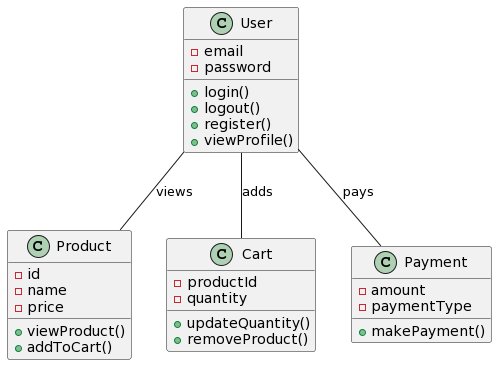 C User
email
password
login()
logout()
register()
viewProfile()
views
adds
pays
C Product
id
name
price
viewProduct()
addToCart()
C Cart
productId
quantity
updateQuantity()
removeProduct()
C Payment
amount
paymentType
makePayment()